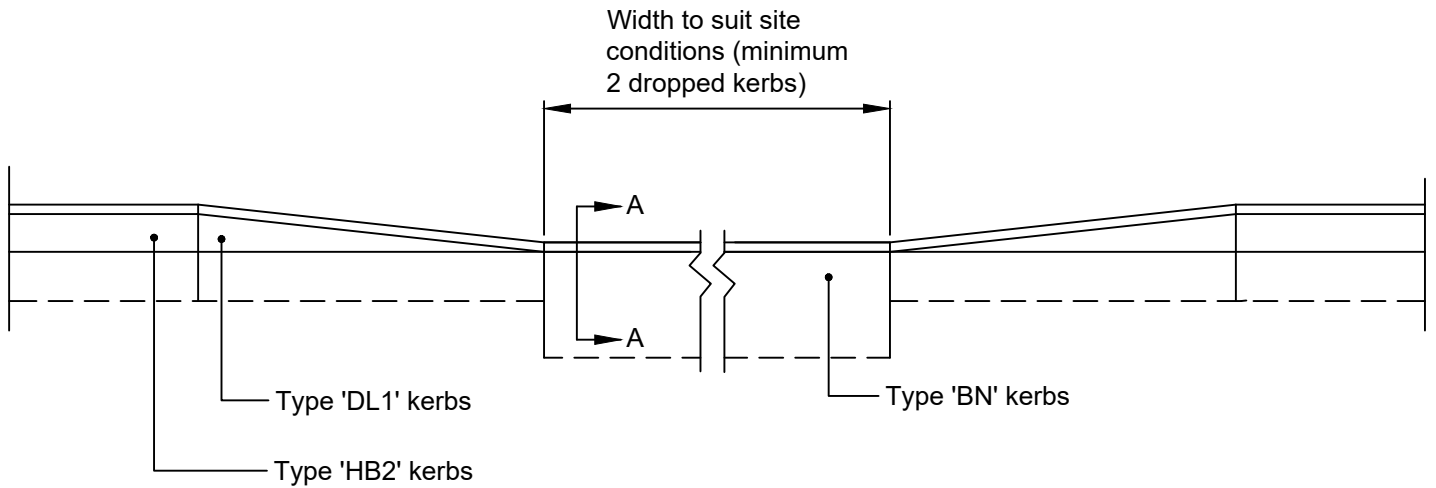 Width to suit site
conditions (minimum
2 dropped kerbs)
A
A
Type 'DL1' kerbs
Type 'BN' kerbs
Type 'HB2' kerbs